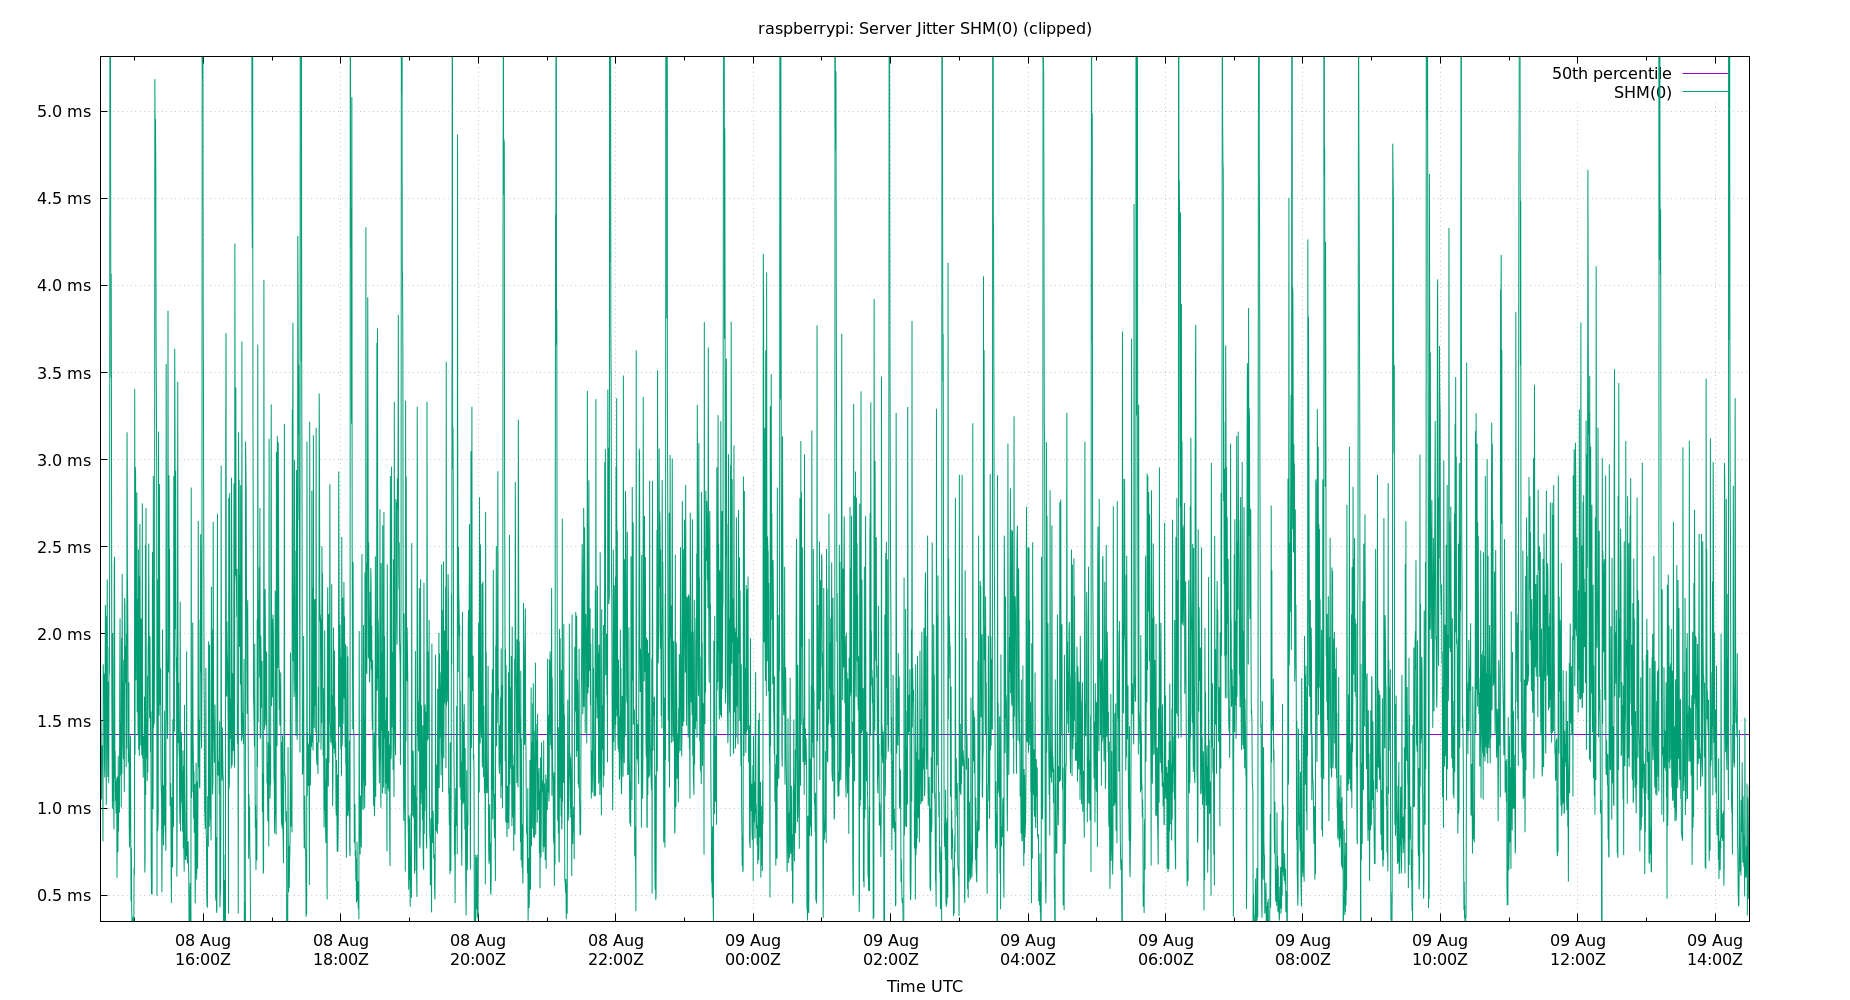 raspberrypi: Server Jitter SHM(0) (clipped)
50th percentile
SHM(0)
5.0 ms
4.5 ms
4.0 ms
3.5 ms
3.0 ms
2.5 ms
2.0 ms
1.5 ms
1.0 ms
0.5 ms
08 Aug 08 Aug 08 Aug 08 Aug 09 Aug 09 Aug 09 Aug 09 Aug 09 Aug 09 Aug 09 Aug 09 Aug
16:00Z 18:00Z 20:00Z 22:00Z 00:00Z 02:00Z 04:00Z 06:00Z 08:00Z 10:00Z 12:00Z 14:00Z
Time UTC